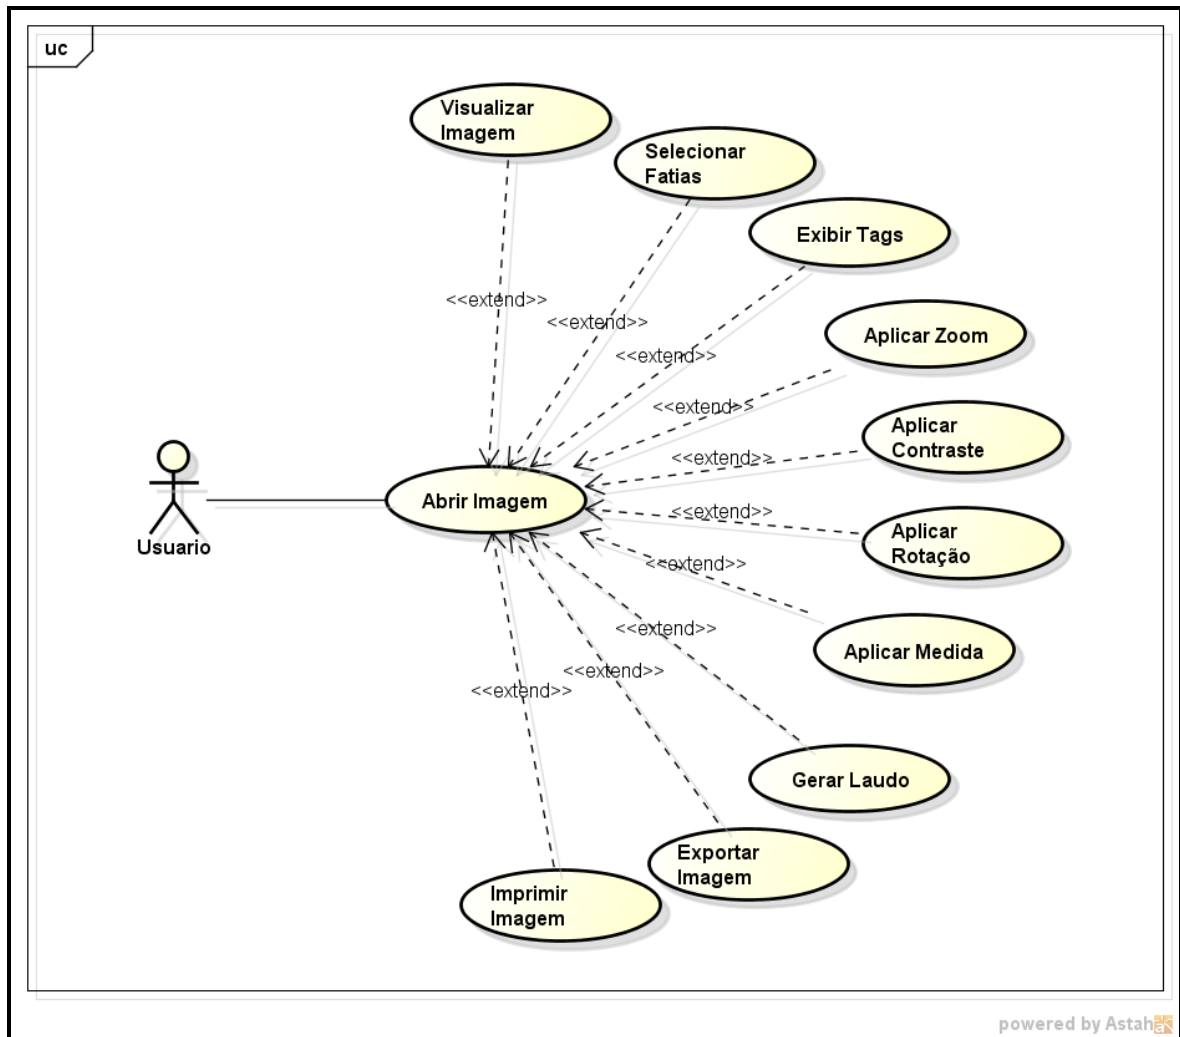 uc
Visualizar
Imagem
Selecionar
Fatias
Exibir Tags
<<extend>>
<<extend>>
Aplicar Zoom
<<extend>>
<<extend>>
Aplicar
Contraste
<<extend>>
Abrir Imagem
<<extend>>
Aplicar
Rotação
Usuario
<<extend>>
<<extend>>
Aplicar Medida
<<extend>>
<<extend>>
Gerar Laudo
Exportar
Imagem
Imprimir
Imagem
powered by Astah